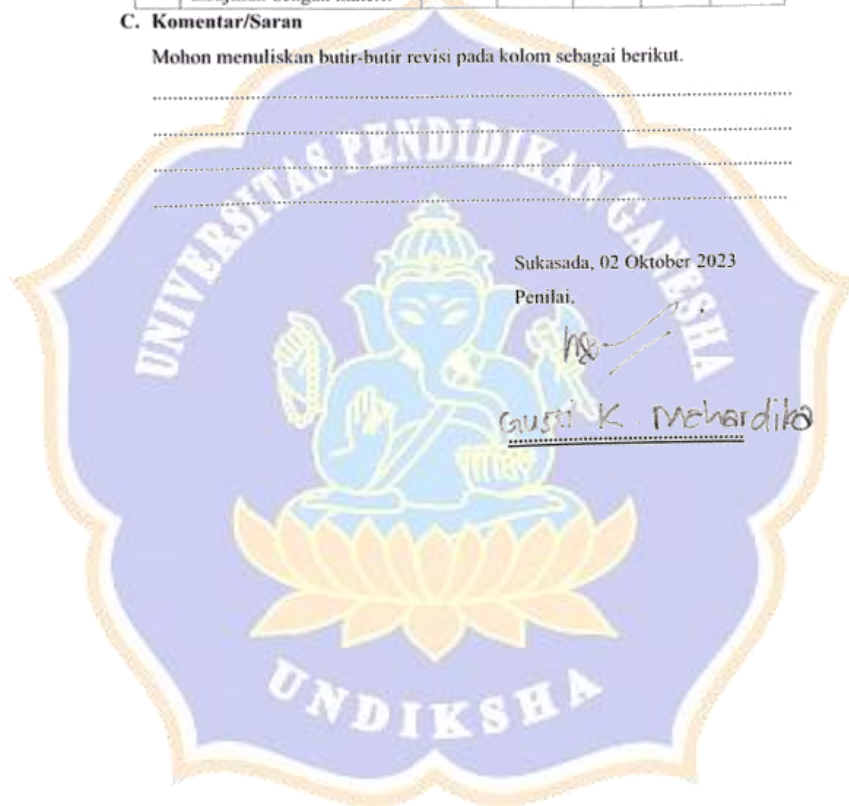 C. Komentar/Saran
Mohon menuliskan butir-butir revisi pada kolom sebagai berikut.
UNIVERSITAS PENDIDIKAN GANESHA
Sukasada, 02 Oktober 2023
Penilai,
Gusti K. Mahardika
UNDIKSHA